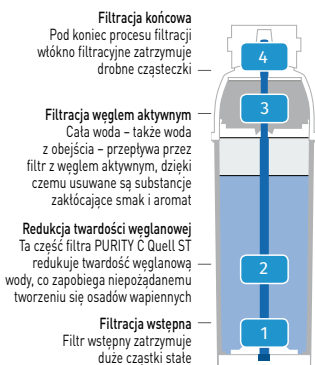 Filtracja końcowa
Pod koniec procesu filtracji
włókno filtracyjne zatrzymuje
drobne cząsteczki
4
3
Filtracja węglem aktywnym
Cała woda – także woda
z obejścia – przepływa przez
filtr z węglem aktywnym, dzięki
czemu usuwane są substancje
zakłócające smak i aromat
Redukcja twardości węglanowej
Ta część filtra PURITY C Quell ST
redukuje twardość węglanową
wody, co zapobiega niepożądanemu
tworzeniu się osadów wapiennych
2
Filtracja wstępna
Filtr wstępny zatrzymuje
duże cząstki stałe
1